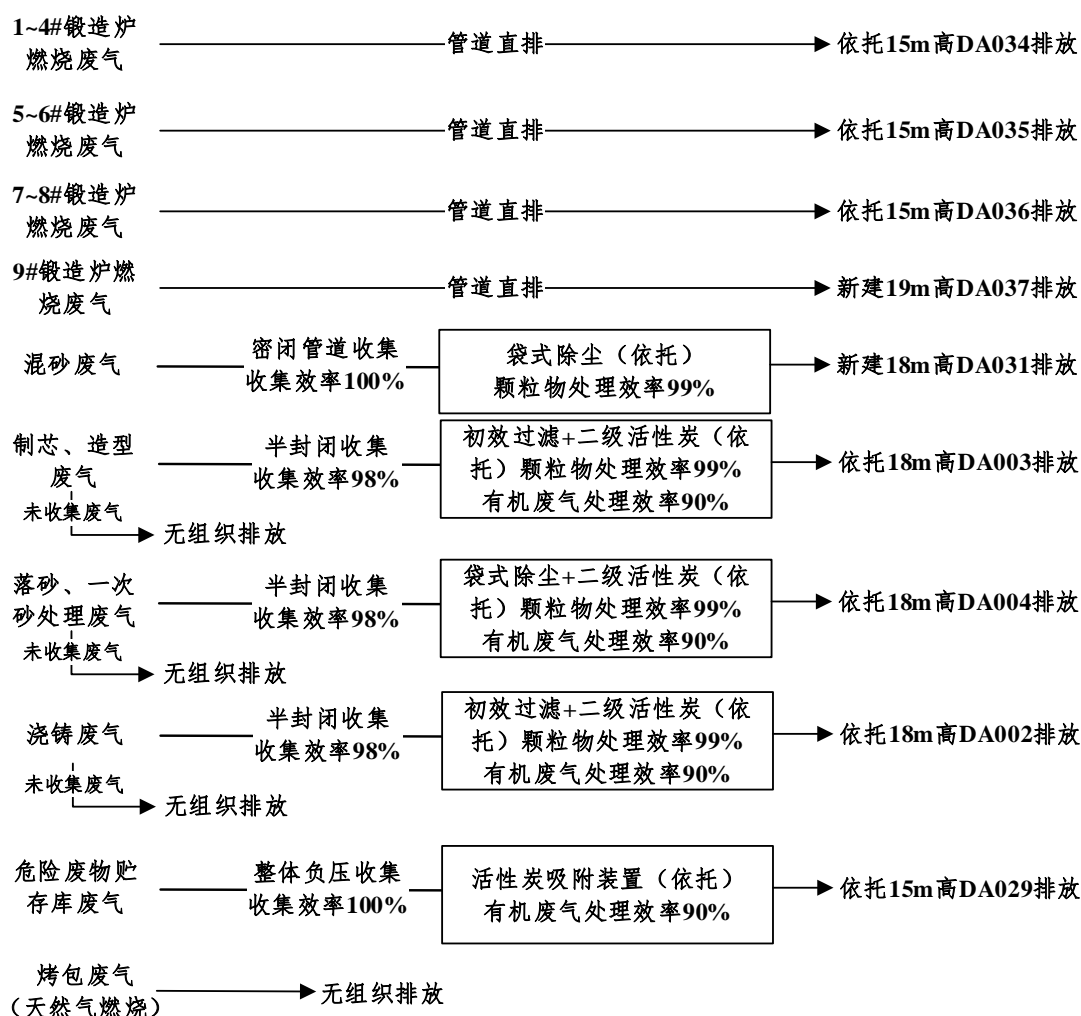 1~4#锻造炉
燃烧废气
管道直排
依托15m高DA034排放
5~6#锻造炉
燃烧废气
管道直排
依托15m高DA035排放
7~8#锻造炉
燃烧废气
管道直排
依托15m高DA036排放
9#锻造炉燃
烧废气
管道直排
新建19m高DA037排放
混砂废气
密闭管道收集
收集效率100%
袋式除尘（依托）
颗粒物处理效率99%
新建18m高DA031排放
制芯、造型
废气
半封闭收集
收集效率98%
初效过滤+二级活性炭（依
托）颗粒物处理效率99%
有机废气处理效率90%
依托18m高DA003排放
未收集废气
无组织排放
落砂、一次
砂处理废气
半封闭收集
收集效率98%
袋式除尘+二级活性炭（依
托）颗粒物处理效率99%
有机废气处理效率90%
依托18m高DA004排放
未收集废气
无组织排放
浇铸废气
半封闭收集
收集效率98%
初效过滤+二级活性炭（依
托）颗粒物处理效率99%
有机废气处理效率90%
依托18m高DA002排放
未收集废气
无组织排放
危险废物贮
存库废气
整体负压收集
收集效率100%
活性炭吸附装置（依托）
有机废气处理效率90%
依托15m高DA029排放
烤包废气
（天然气燃烧）
无组织排放